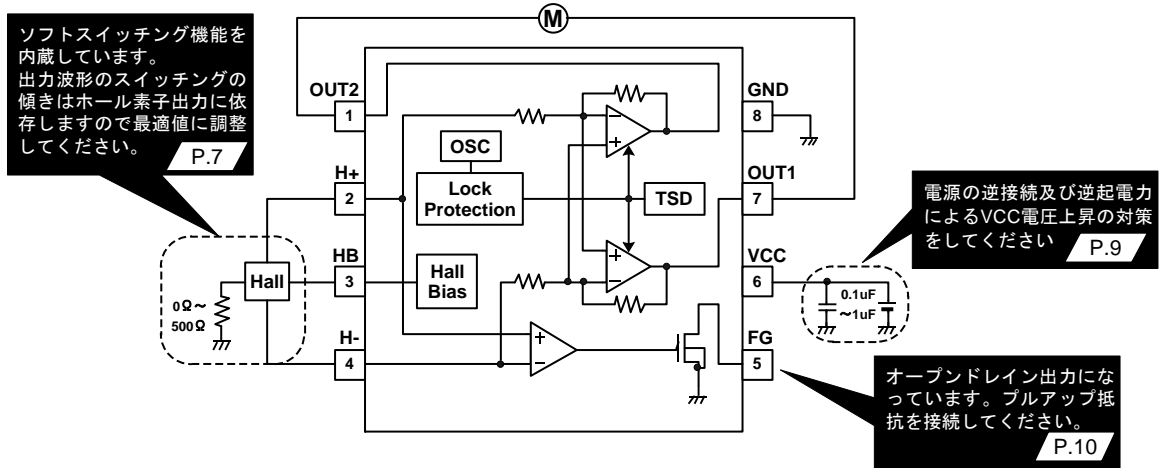 ソフトスイッチング機能を
内蔵しています。
出力波形のスイッチングの
傾きはホール素子出力に依
存しますので最適値に調整
してください。
P.7
M
OUT2
1
GND
8
OSC
H+
2
Lock
Protection
TSD
OUT1
7
電源の逆接続及び逆起電力
によるVCC電圧上昇の対策
をしてください
P.9
HB
3
Hall
Hall
Bias
VCC
6
0Ω~
500Ω
0.1uF
~1uF
H-
4
FG
5
オープンドレイン出力にな
っています。プルアップ抵
抗を接続してください。
P.10